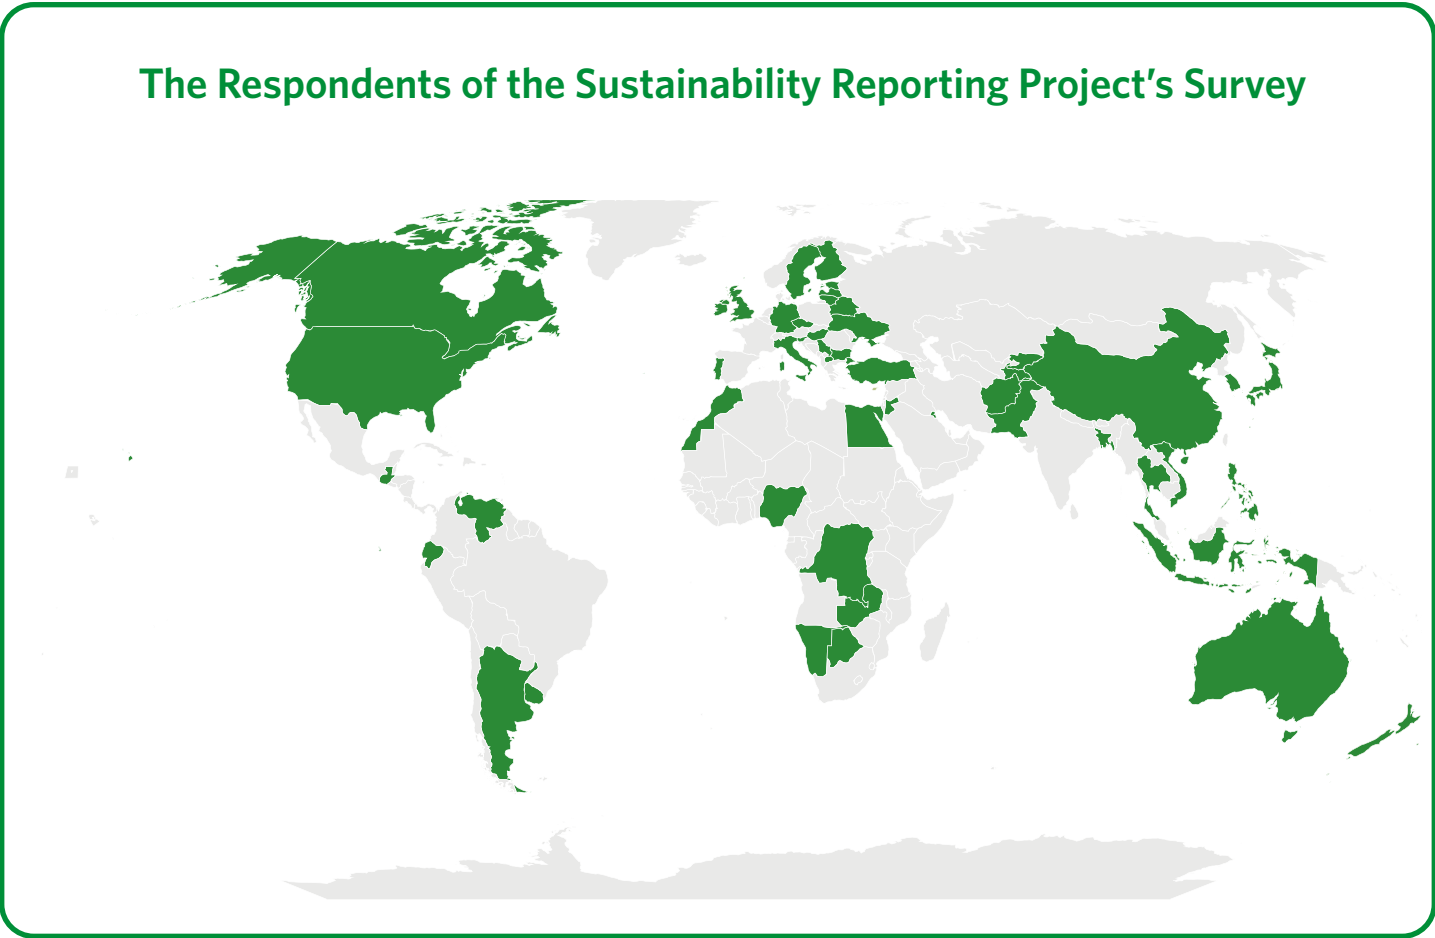 The Respondents of the Sustainability Reporting Project’s Survey